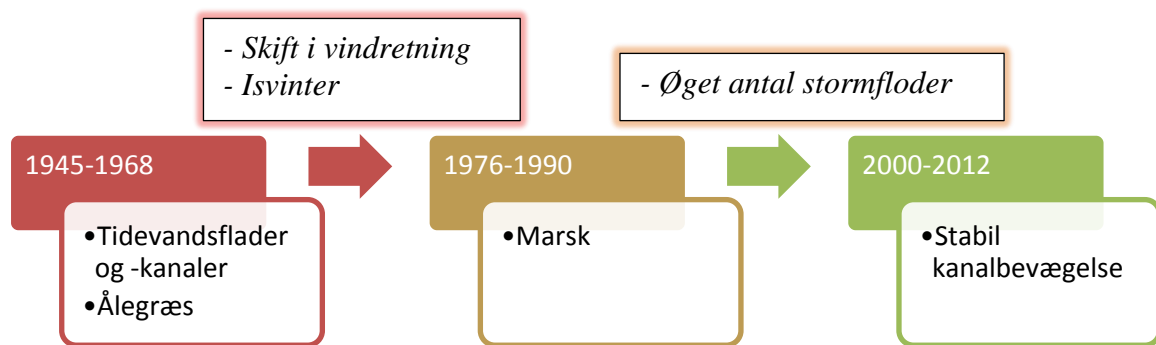 - Skift i vindretning
- Isvinter
- Øget antal stormfloder
1945-1968
•Tidevandsflader
og -kanaler
•Ålegræs
1976-1990
•Marsk
2000-2012
•Stabil
kanalbevægelse